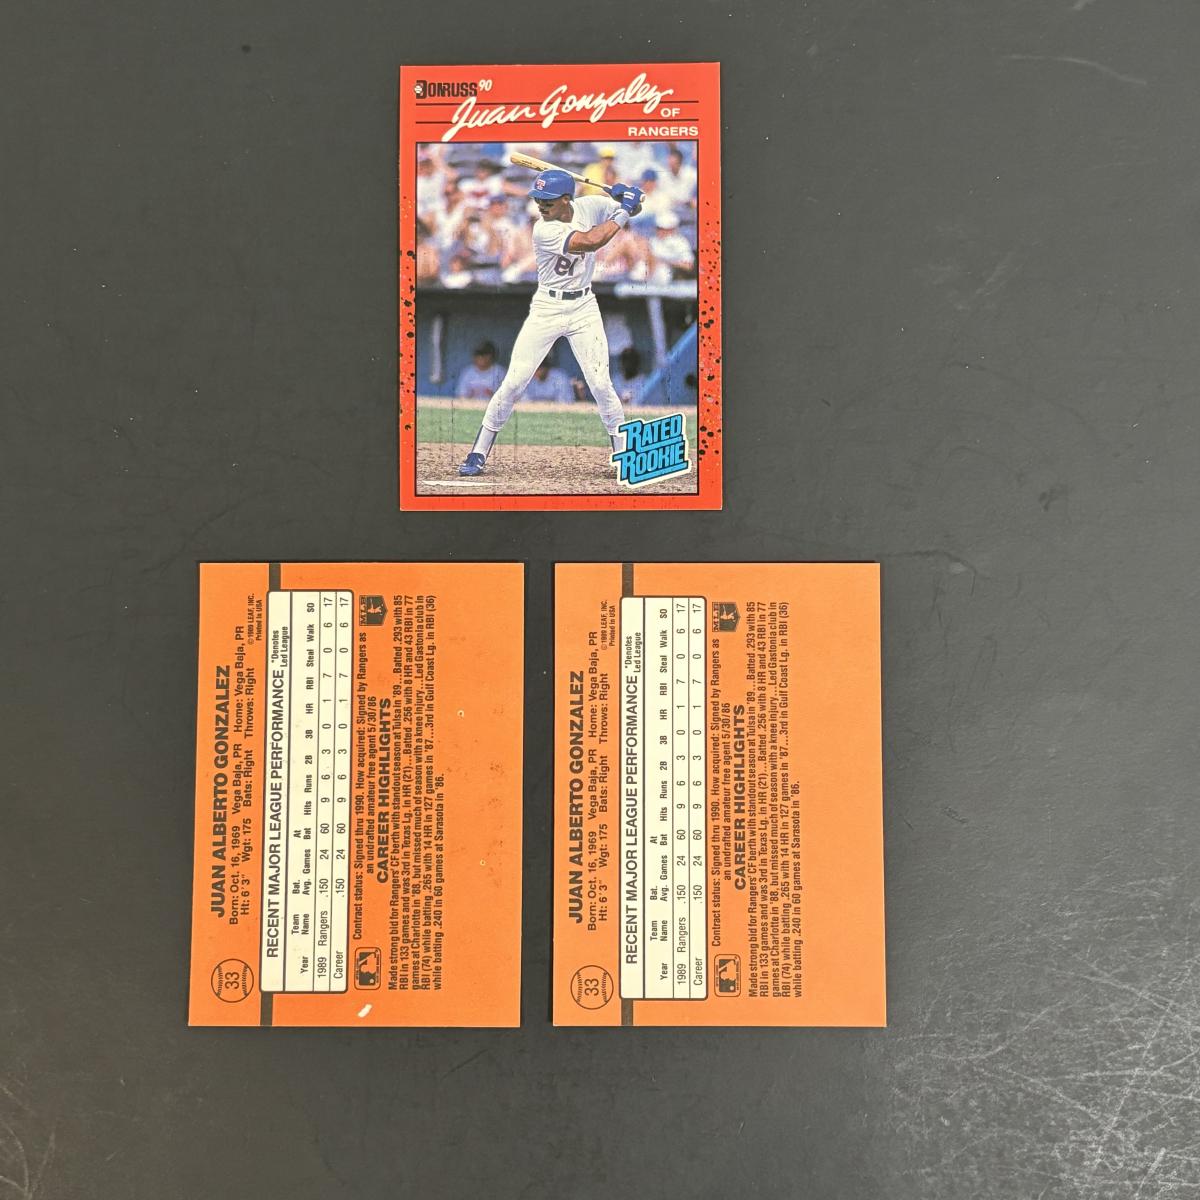 DONRUSS 90
Juan Gonzalez OF
RANGERS
RATED
ROOKIE
33
JUAN ALBERTO GONZALEZ
Born: Oct. 16, 1969 Vega Baja, PR Home: Vega Baja, PR
Ht: 6' 3" Wgt: 175 Bats: Right Throws: Right
© 1989 LEAF, INC.
Printed in USA
RECENT MAJOR LEAGUE PERFORMANCE
*Denotes
Led League
Team Bat. At
Year Name Avg. Games Bat Hits Runs 2B 3B HR RBI Steal Walk SO
1989 Rangers .150 24 60 9 6 3 0 1 7 0 6 17
Career .150 24 60 9 6 3 0 1 7 0 6 17
Contract status: Signed thru 1990. How acquired: Signed by Rangers as
an undrafted amateur free agent 5/30/86
MLB
CAREER HIGHLIGHTS
Made strong bid for Rangers' CF berth with standout season at Tulsa in '89...Batted .293 with 85
RBI in 133 games and was 3rd in Texas Lg. in HR (21)...Batted .256 with 8 HR and 43 RBI in 77
games at Charlotte in '88, but missed much of season with a knee injury...Led Gastonia club in
RBI (74) while batting .265 with 14 HR in 127 games in '87...3rd in Gulf Coast Lg. in RBI (36)
while batting .240 in 60 games at Sarasota in '86.
33
JUAN ALBERTO GONZALEZ
Born: Oct. 16, 1969 Vega Baja, PR Home: Vega Baja, PR
Ht: 6' 3" Wgt: 175 Bats: Right Throws: Right
© 1989 LEAF, INC.
Printed in USA
RECENT MAJOR LEAGUE PERFORMANCE
*Denotes
Led League
Team Bat. At
Year Name Avg. Games Bat Hits Runs 2B 3B HR RBI Steal Walk SO
1989 Rangers .150 24 60 9 6 3 0 1 7 0 6 17
Career .150 24 60 9 6 3 0 1 7 0 6 17
Contract status: Signed thru 1990. How acquired: Signed by Rangers as
an undrafted amateur free agent 5/30/86
MLB
CAREER HIGHLIGHTS
Made strong bid for Rangers' CF berth with standout season at Tulsa in '89...Batted .293 with 85
RBI in 133 games and was 3rd in Texas Lg. in HR (21)...Batted .256 with 8 HR and 43 RBI in 77
games at Charlotte in '88, but missed much of season with a knee injury...Led Gastonia club in
RBI (74) while batting .265 with 14 HR in 127 games in '87...3rd in Gulf Coast Lg. in RBI (36)
while batting .240 in 60 games at Sarasota in '86.